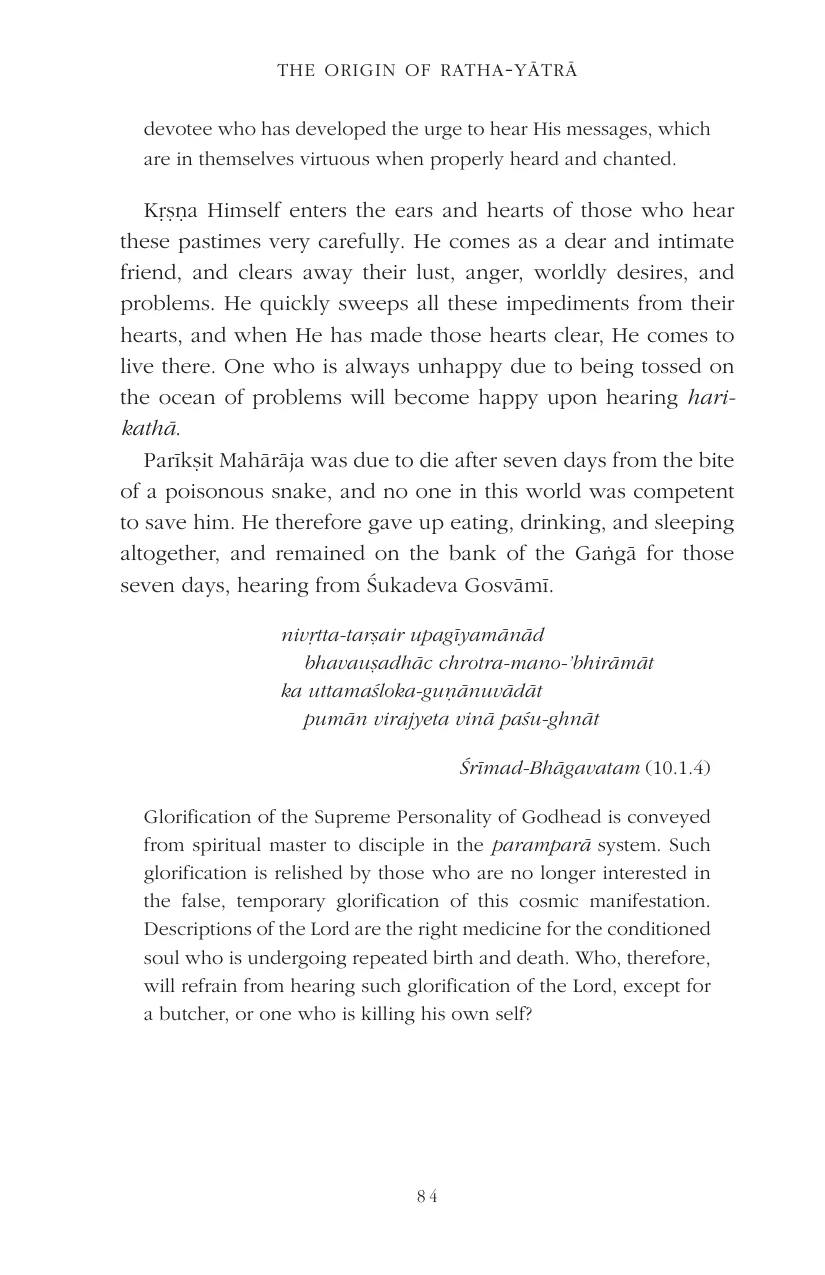 THE ORIGIN OF RATHA-YĀTRĀ
devotee who has developed the urge to hear His messages, which
are in themselves virtuous when properly heard and chanted.
Kṛṣṇa Himself enters the ears and hearts of those who hear
these pastimes very carefully. He comes as a dear and intimate
friend, and clears away their lust, anger, worldly desires, and
problems. He quickly sweeps all these impediments from their
hearts, and when He has made those hearts clear, He comes to
live there. One who is always unhappy due to being tossed on
the ocean of problems will become happy upon hearing hari-
kathā.
Parīkṣit Mahārāja was due to die after seven days from the bite
of a poisonous snake, and no one in this world was competent
to save him. He therefore gave up eating, drinking, and sleeping
altogether, and remained on the bank of the Gaṅgā for those
seven days, hearing from Śukadeva Gosvāmī.
nivṛtta-tarṣair upagīyamānād
bhavauṣadhāc chrotra-mano-’bhirāmāt
ka uttamaśloka-guṇānuvādāt
pumān virajyeta vinā paśu-ghnāt
Śrīmad-Bhāgavatam (10.1.4)
Glorification of the Supreme Personality of Godhead is conveyed
from spiritual master to disciple in the paramparā system. Such
glorification is relished by those who are no longer interested in
the false, temporary glorification of this cosmic manifestation.
Descriptions of the Lord are the right medicine for the conditioned
soul who is undergoing repeated birth and death. Who, therefore,
will refrain from hearing such glorification of the Lord, except for
a butcher, or one who is killing his own self?
84